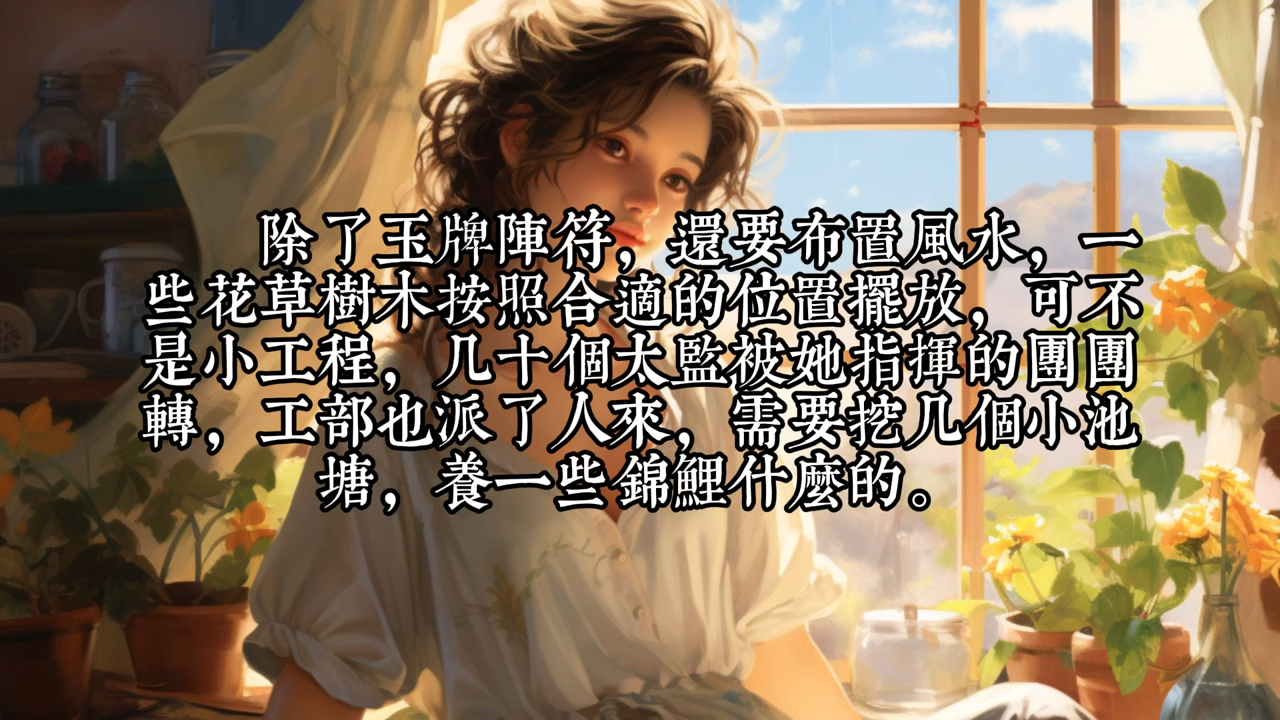 除了玉牌陣符，還要布置風水，一
些花草樹木按照合適的位置擺放，可不
是小工程，几十個太監被她指揮的團團
轉，工部也派了人來，需要挖几個小池
塘，養一些錦鯉什麼的。